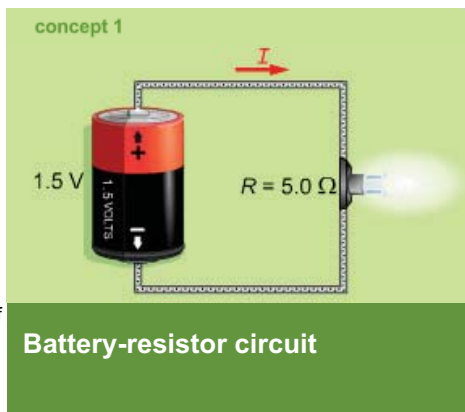 concept 1
I
+
1.5 V
1.5 VOLTS
R = 5.0 Ω
Battery-resistor circuit